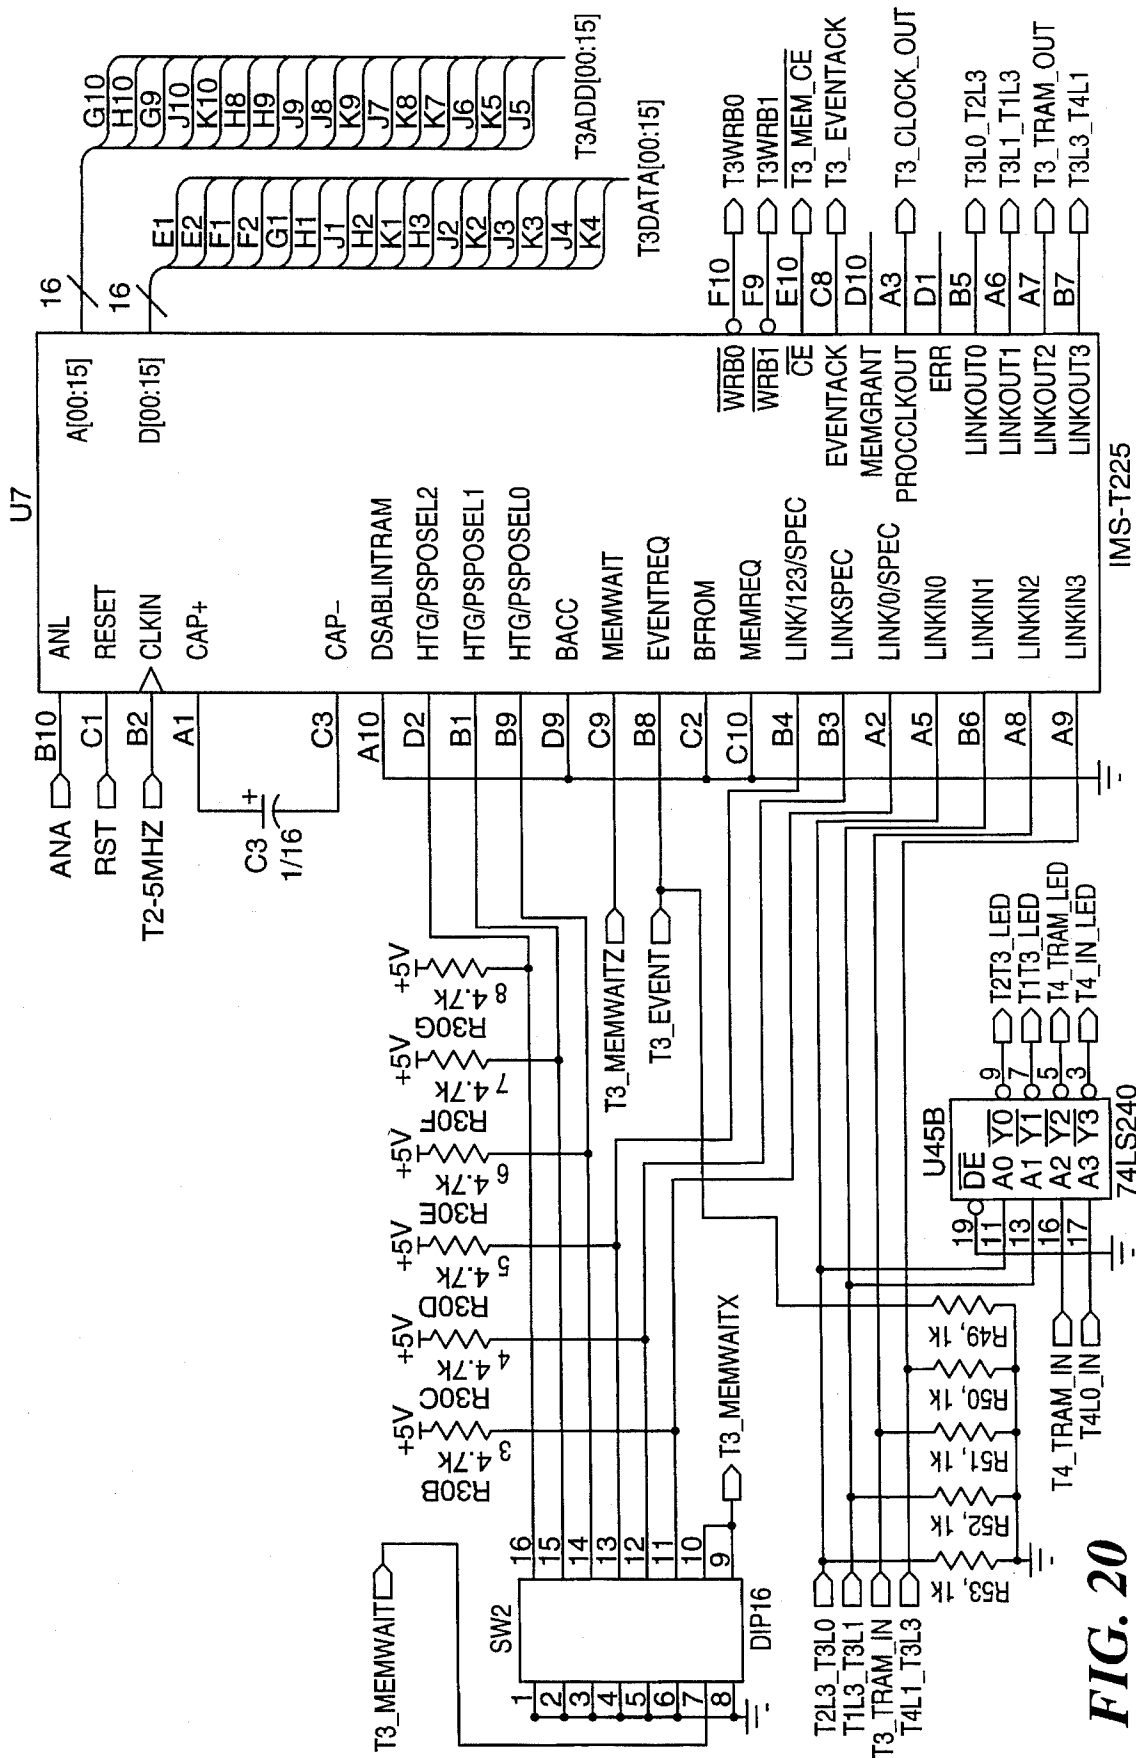 U7
ANA
B10
ANL
RST
C1
RESET
T2-5MHZ
B2
CLKIN
A1
CAP+
C3
1/16
+
C3
CAP_
A10
DSABLINTRAM
D2
HTG/PSPOSEL2
B1
HTG/PSPOSEL1
B9
HTG/PSPOSEL0
D9
BACC
C9
MEMWAIT
B8
EVENTREQ
C2
BFROM
C10
MEMREQ
B4
LINK/123/SPEC
B3
LINKSPEC
A2
LINK/0/SPEC
A5
LINKIN0
B6
LINKIN1
A8
LINKIN2
A9
LINKIN3
A[00:15]
16
D[00:15]
16
G10
H10
G9
J10
K10
H8
H9
J9
J8
K9
J7
K8
K7
J6
K5
J5
T3ADD[00:15]
E1
E2
F1
F2
G1
H1
J1
H2
K1
H3
J2
K2
J3
K3
J4
K4
T3DATA[00:15]
WRB0
F10
T3WRB0
WRB1
F9
T3WRB1
CE
E10
T3_MEM_CE
EVENTACK
C8
T3_EVENTACK
MEMGRANT
D10
PROCCLKOUT
A3
T3_CLOCK_OUT
ERR
D1
LINKOUT0
B5
T3L0_T2L3
LINKOUT1
A6
T3L1_T1L3
LINKOUT2
A7
T3_TRAM_OUT
LINKOUT3
B7
T3L3_T4L1
IMS-T225
+5V
8
4.7k
R30G
+5V
7
4.7k
R30F
+5V
6
4.7k
R30E
+5V
5
4.7k
R30D
+5V
4
4.7k
R30C
+5V
3
4.7k
R30B
T3_MEMWAITZ
T3_EVENT
T3_MEMWAITX
T3_MEMWAIT
SW2
1
2
3
4
5
6
7
8
16
15
14
13
12
11
10
9
DIP16
T2L3_T3L0
T1L3_T3L1
T3_TRAM_IN
T4L1_T3L3
R53, 1k
R52, 1k
R51, 1k
R50, 1k
R49, 1k
T4_TRAM_IN
T4L0_IN
U45B
19
DE
11
A0
Y0
9
T2T3_LED
13
A1
Y1
7
T1T3_LED
16
A2
Y2
5
T4_TRAM_LED
17
A3
Y3
3
T4_IN_LED
74LS240
FIG. 20